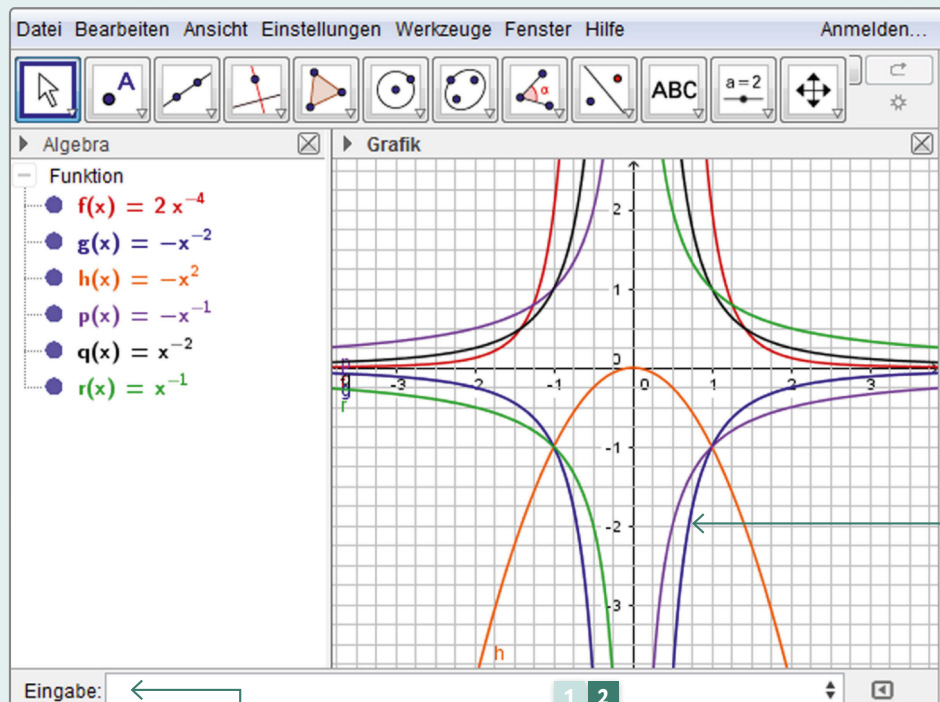 Datei Bearbeiten Ansicht Einstellungen Werkzeuge Fenster Hilfe Anmelden...
A α ABC a = 2
Algebra
Grafik
Funktion
f(x) = 2 x⁻⁴
g(x) = −x⁻²
h(x) = −x²
p(x) = −x⁻¹
q(x) = x⁻²
r(x) = x⁻¹
2
1
0
-3 -2 -1 0 1 2 3
g
r
-1
-2
-3
h
Eingabe:
1 2